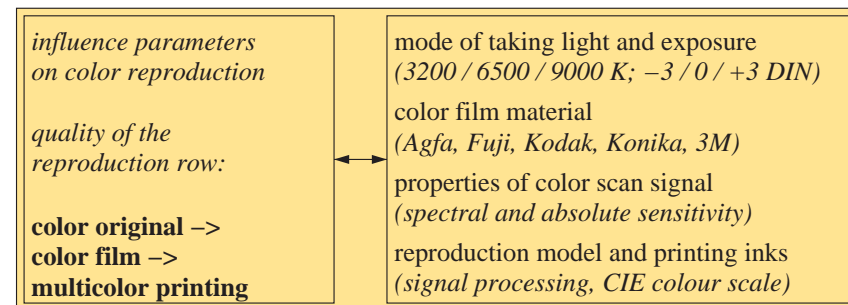 influence parameters
on color reproduction
quality of the
reproduction row:
color original −>
color film −>
multicolor printing
mode of taking light and exposure
(3200 / 6500 / 9000 K; −3 / 0 / +3 DIN)
color film material
(Agfa, Fuji, Kodak, Konika, 3M)
properties of color scan signal
(spectral and absolute sensitivity)
reproduction model and printing inks
(signal processing, CIE colour scale)